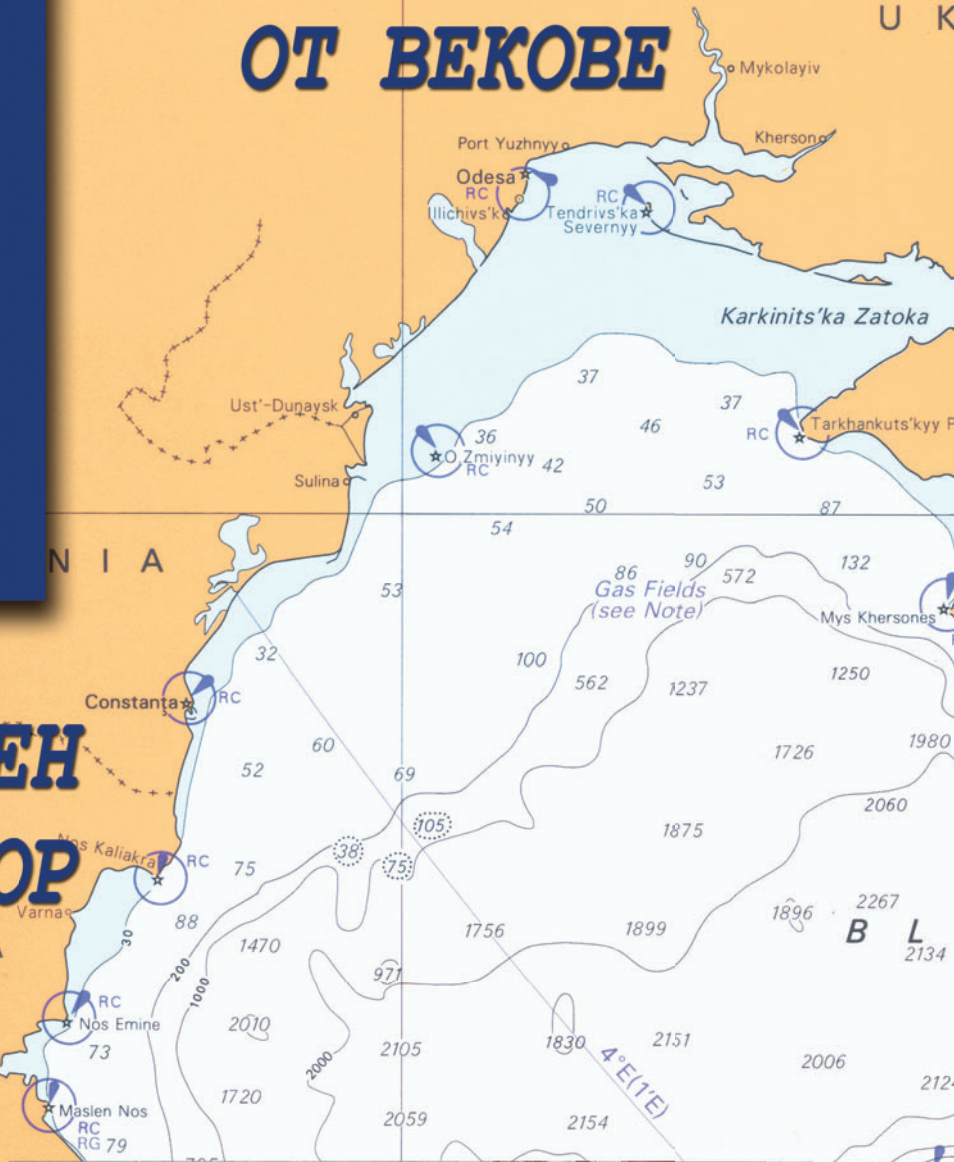 U K
ОТ ВЕКОВЕ
Mykolayiv
Kherson
Port Yuzhnyy
Odesa
RC
RC
Illichivs'k
Tendrivs'ka
Severnyy
Karkinits'ka Zatoka
37
37
Ust'-Dunaysk
46
Tarkhankuts'kyy P
RC
36
O Zmiyinyy
RC
42
53
Sulina
50
87
54
N I A
90
132
86
572
53
Gas Fields
(see Note)
Mys Khersones
32
100
1250
562
1237
Constanţa
RC
ЕН
60
1726
1980
52
69
2060
105
1875
38
Nos Kaliakra
RC
75
75
ОР
2267
Varna
1896
88
1756
1899
B L
30
1470
2134
200
971
1000
RC
Nos Emine
2010
1830
2151
73
2105
2006
2000
4°E(1'E)
2124
1720
Maslen Nos
2059
2154
RC
RG
79